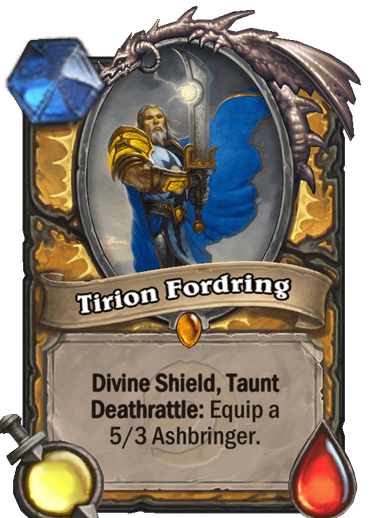 Tirion Fordring
Divine Shield, Taunt
Deathrattle: Equip a
5/3 Ashbringer.